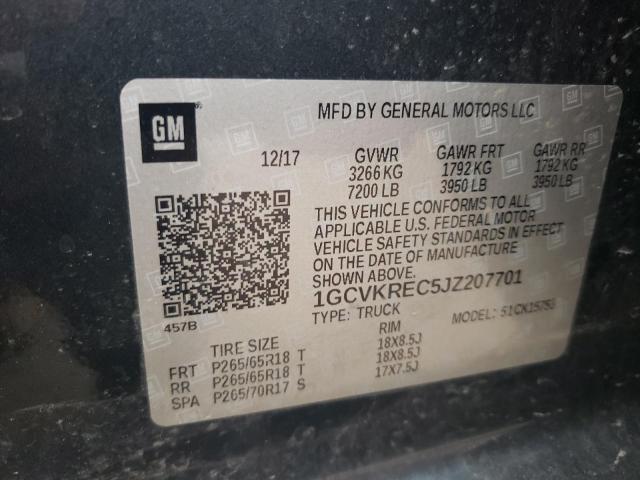 GM
MFD BY GENERAL MOTORS LLC
12/17 GVWR GAWR FRT GAWR RR
3266 KG 1792 KG 1792 KG
7200 LB 3950 LB 3950 LB
THIS VEHICLE CONFORMS TO ALL
APPLICABLE U.S. FEDERAL MOTOR
VEHICLE SAFETY STANDARDS IN EFFECT
ON THE DATE OF MANUFACTURE
SHOWN ABOVE.
1GCVKREC5JZ207701
457B
TYPE: TRUCK MODEL:
TIRE SIZE RIM
FRT P265/65R18 T 18X8.5J
RR P265/65R18 T 18X8.5J
SPA P265/70R17 S 17X7.5J